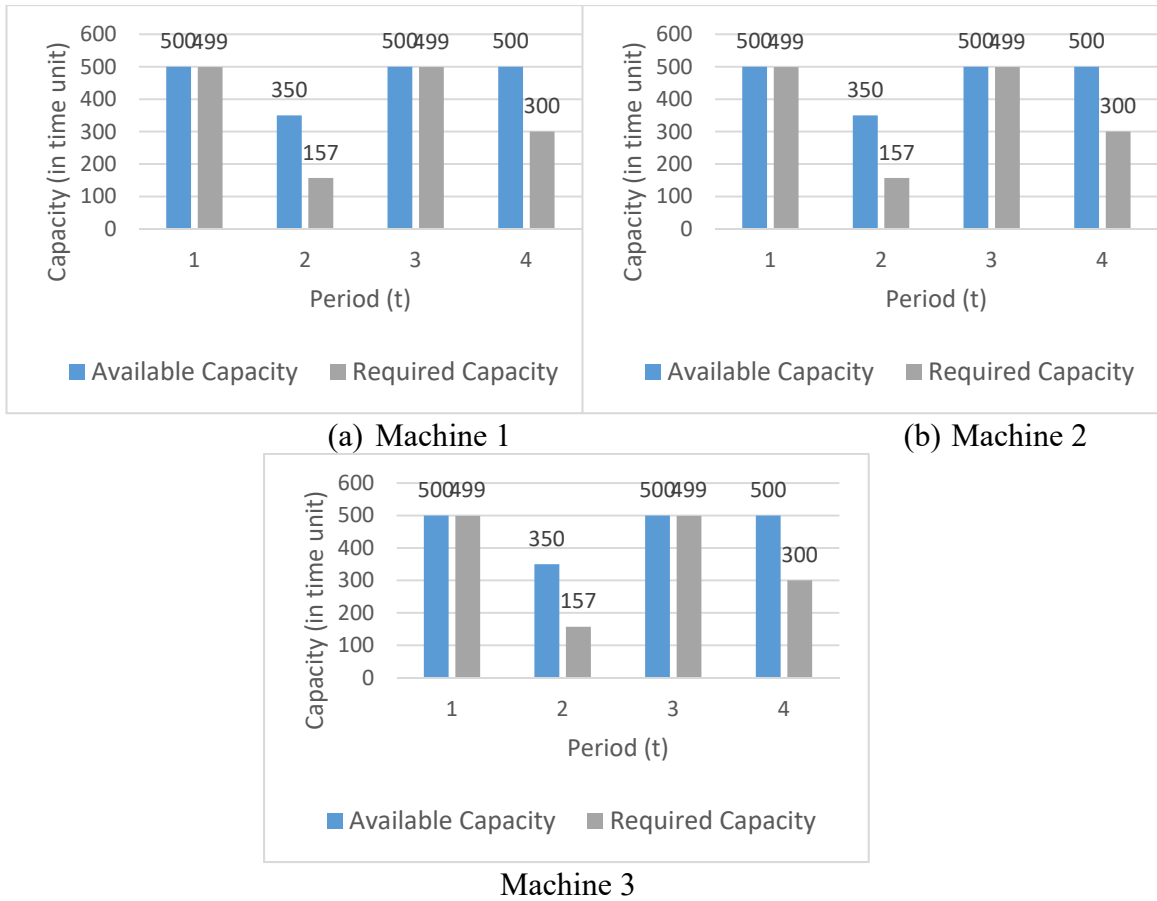 500 499 500 499 500
350 300
157
600
500
400
300
200
100
0
Capacity (in time unit)
1 2 3 4
Period (t)
Available Capacity Required Capacity
(a) Machine 1
500 499 500 499 500
350 300
157
600
500
400
300
200
100
0
Capacity (in time unit)
1 2 3 4
Period (t)
Available Capacity Required Capacity
(b) Machine 2
500 499 500 499 500
350 300
157
600
500
400
300
200
100
0
Capacity (in time unit)
1 2 3 4
Period (t)
Available Capacity Required Capacity
Machine 3